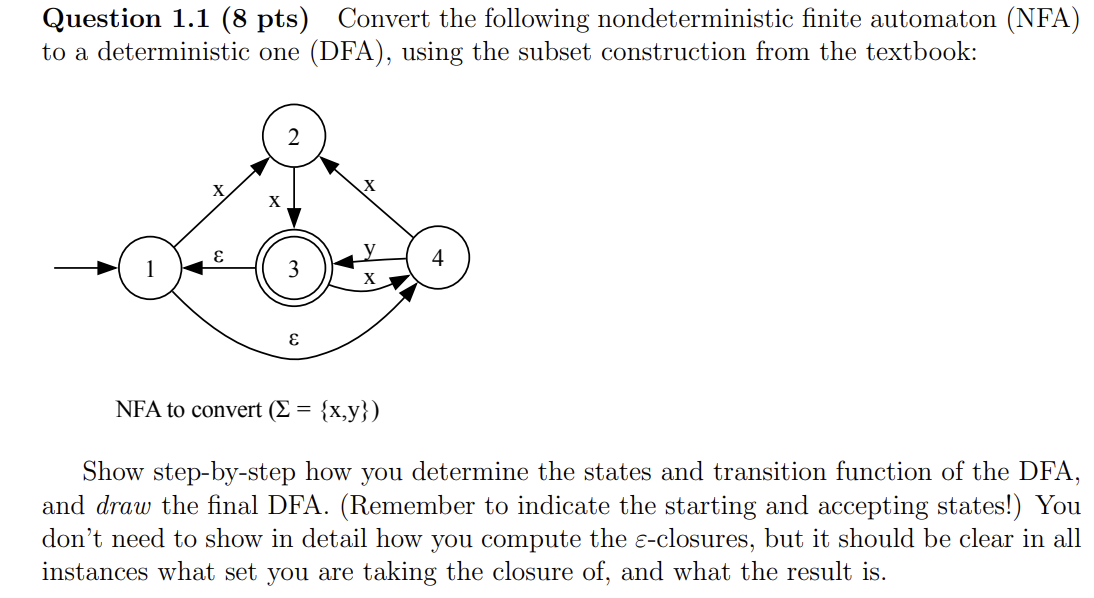 Question 1.1 (8 pts) Convert the following nondeterministic finite automaton (NFA)
to a deterministic one (DFA), using the subset construction from the textbook:
2
x
x
x
1
ε
3
y
x
4
ε
NFA to convert (Σ = {x,y})
Show step-by-step how you determine the states and transition function of the DFA,
and draw the final DFA. (Remember to indicate the starting and accepting states!) You
don't need to show in detail how you compute the ε-closures, but it should be clear in all
instances what set you are taking the closure of, and what the result is.